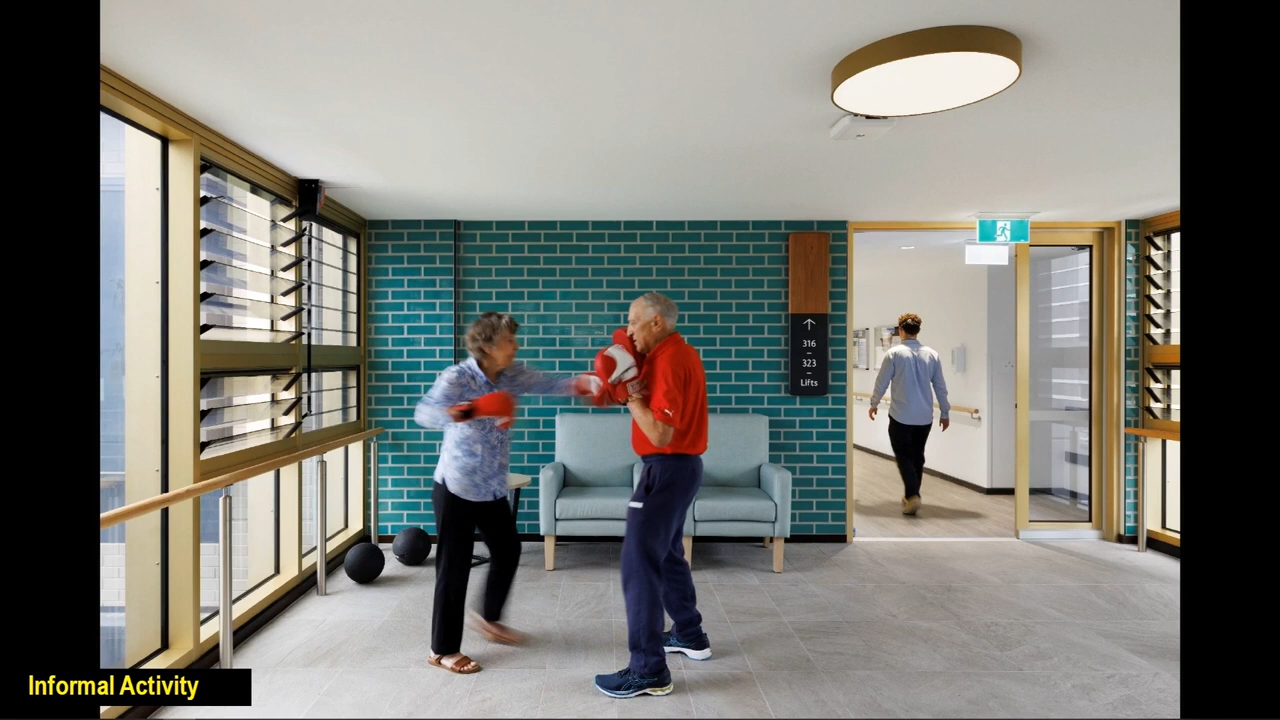 316
–
323
–
Lifts
Informal Activity